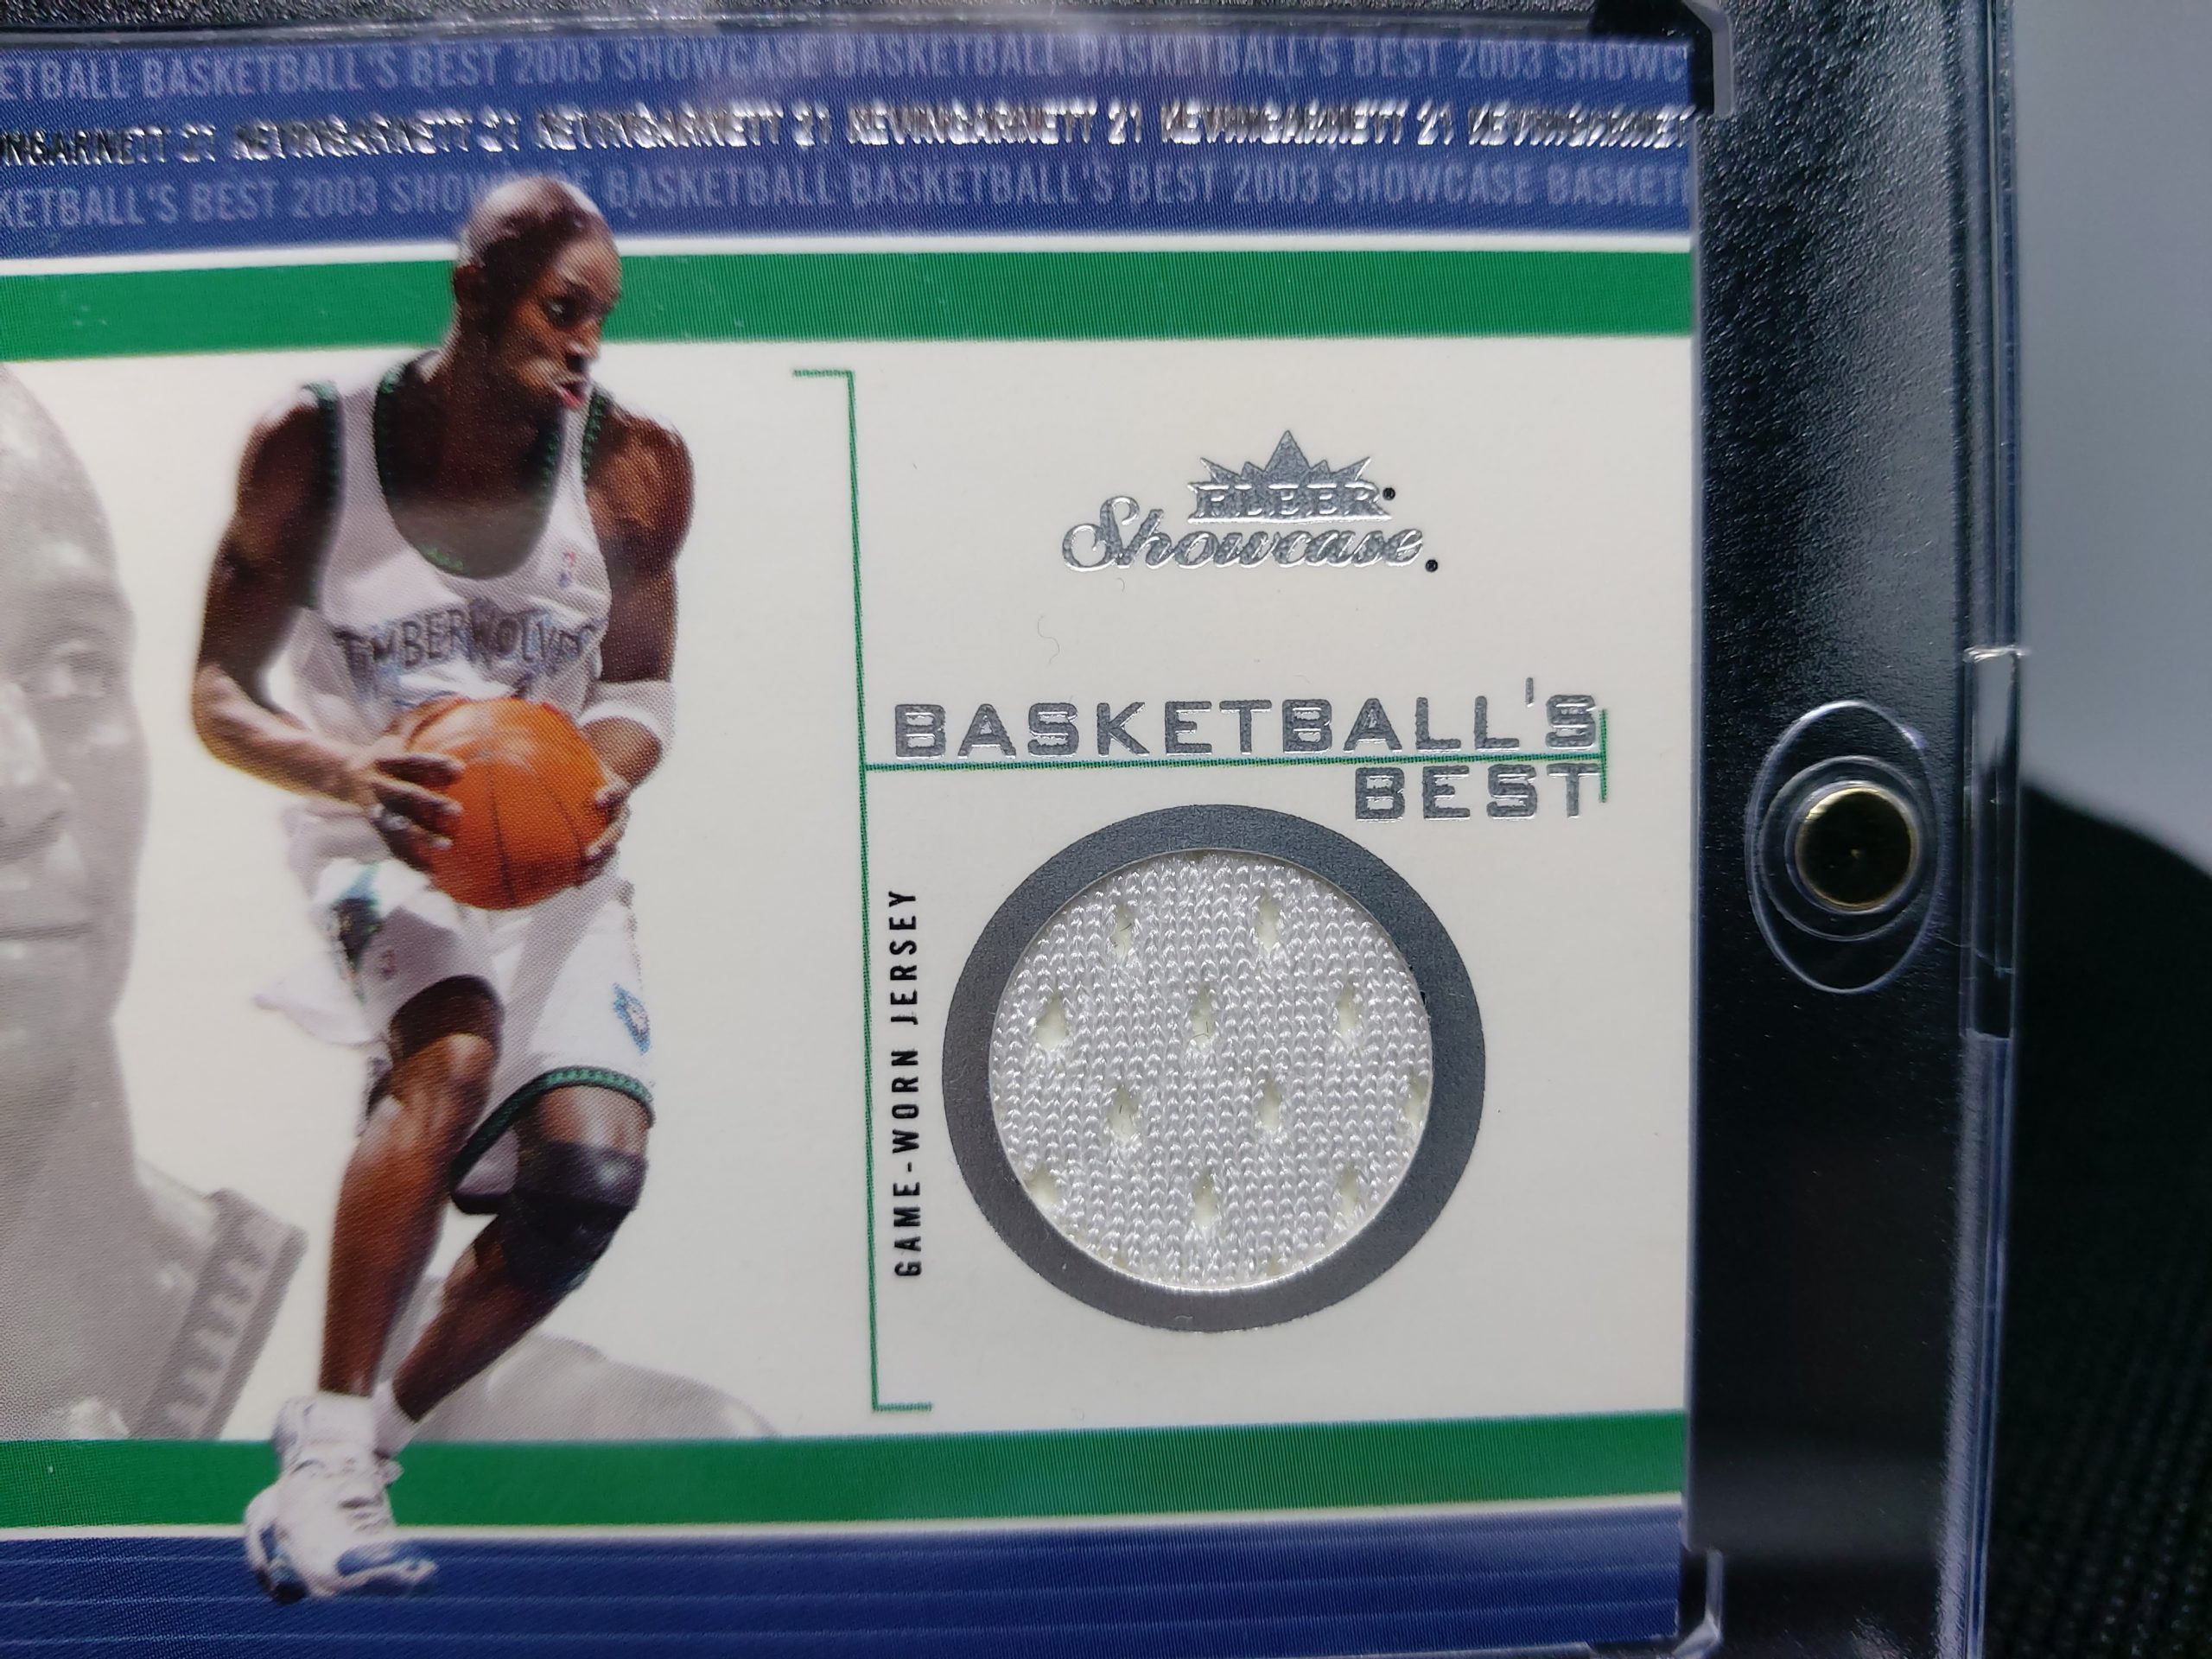 ETBALL BASKETBALL'S BEST 2003 SHOWCASE BASKETBALL BASKETBALL'S BEST 2003 SHOWC
NGARNETT 21 KEVINGARNETT 21 KEVINGARNETT 21 KEVINGARNETT 21 KEVINGARNETT 21 KEVINGARNET
KETBALL'S BEST 2003 SHOWCASE BASKETBALL BASKETBALL'S BEST 2003 SHOWCASE BASKET
FLEER
Showcase
TIMBERWOLVES
BASKETBALL'S
BEST
GAME-WORN JERSEY